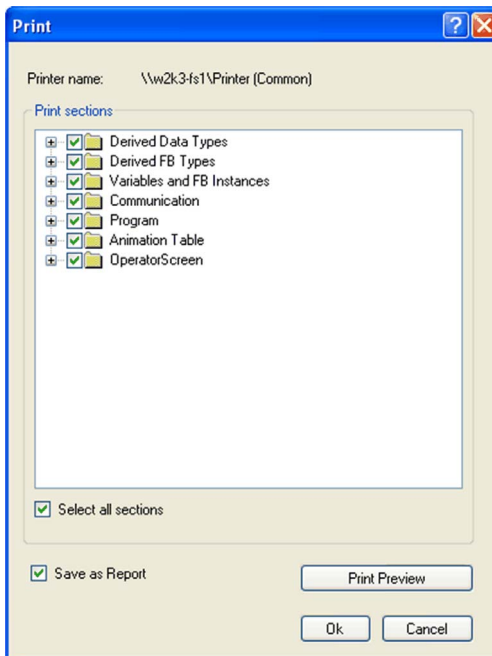 Print
Printer name: \\w2k3-fs1\Printer (Common)
Print sections
Derived Data Types
Derived FB Types
Variables and FB Instances
Communication
Program
Animation Table
OperatorScreen
Select all sections
Save as Report
Print Preview
Ok Cancel